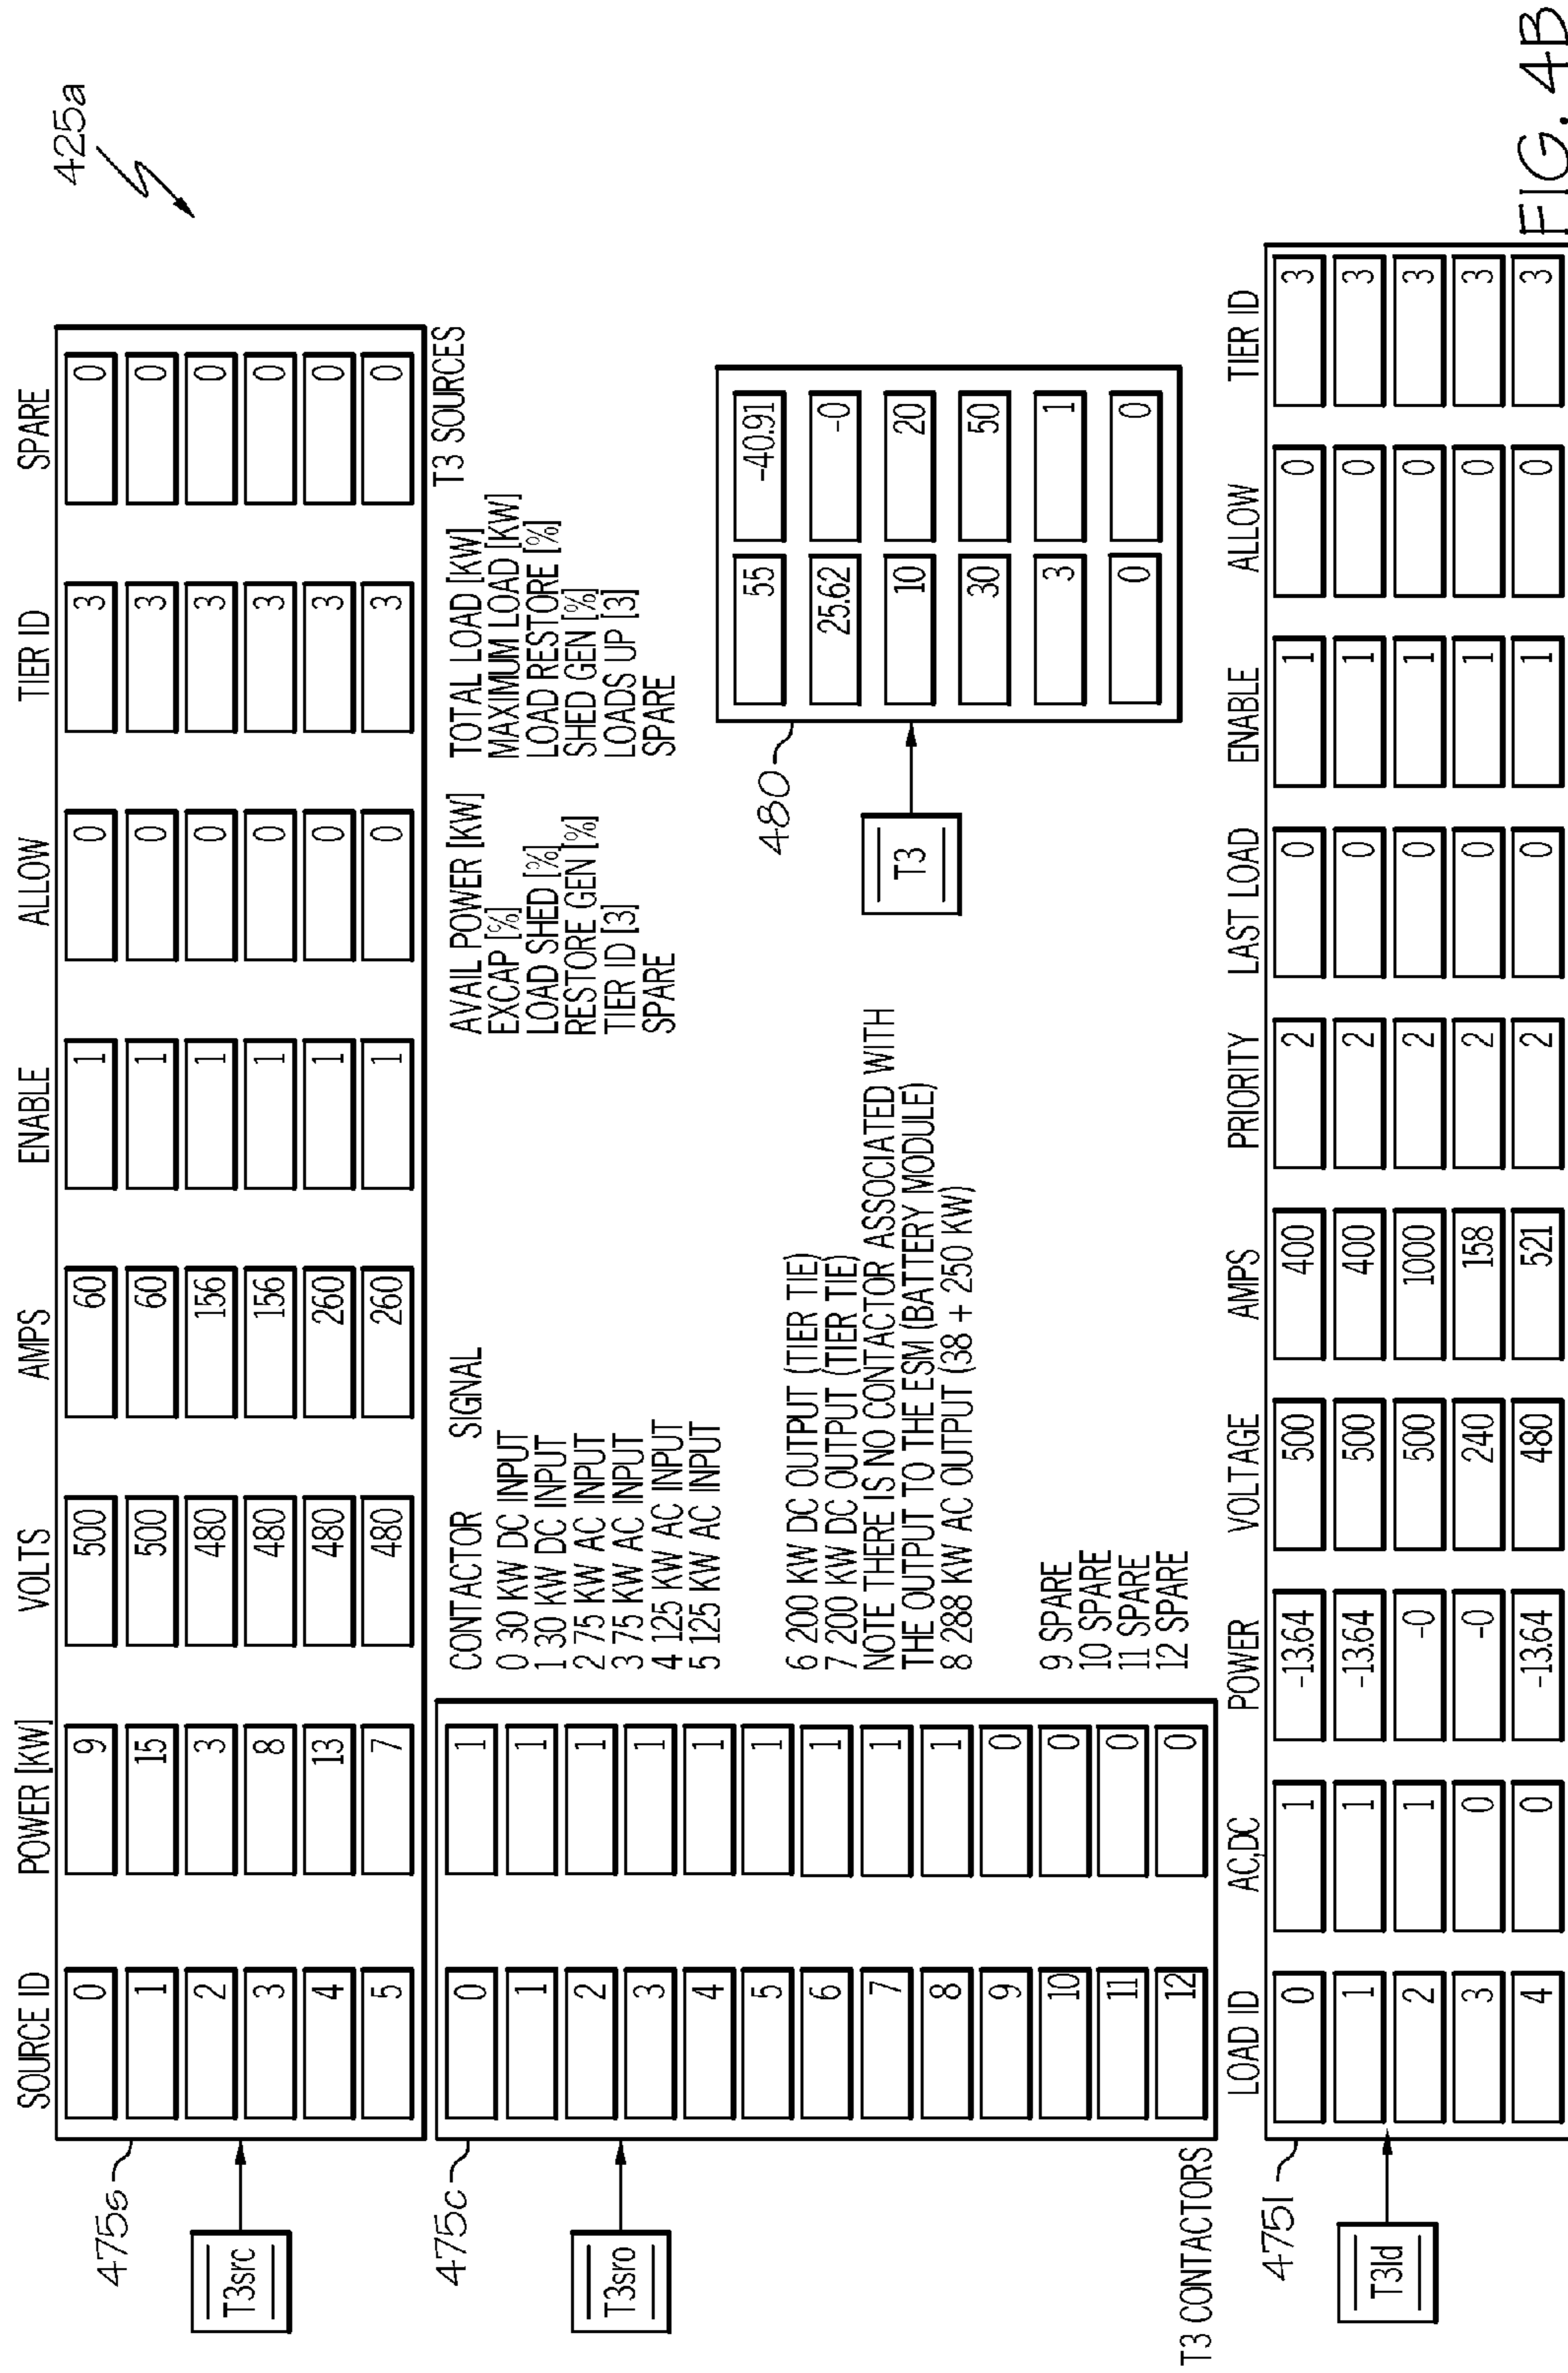 425a
SOURCE ID POWER [KW] VOLTS AMPS ENABLE ALLOW TIER ID SPARE
0 9 500 60 1 0 3 0
1 15 500 60 1 0 3 0
2 3 480 156 1 0 3 0
3 8 480 156 1 0 3 0
4 13 480 260 1 0 3 0
5 7 480 260 1 0 3 0
475s
T3src
T3 SOURCES
475c
T3sro
0 1
1 1
2 1
3 1
4 1
5 1
6 1
7 1
8 1
9 0
10 0
11 0
12 0
T3 CONTACTORS
CONTACTOR SIGNAL
0 30 KW DC INPUT
1 30 KW DC INPUT
2 75 KW AC INPUT
3 75 KW AC INPUT
4 125 KW AC INPUT
5 125 KW AC INPUT
6 200 KW DC OUTPUT (TIER TIE)
7 200 KW DC OUTPUT (TIER TIE)
NOTE THERE IS NO CONTACTOR ASSOCIATED WITH
THE OUTPUT TO THE ESM (BATTERY MODULE)
8 288 KW AC OUTPUT (38 + 250 KW)
9 SPARE
10 SPARE
11 SPARE
12 SPARE
AVAIL POWER [KW] TOTAL LOAD [KW]
EXCAP [%] MAXIMUM LOAD [KW]
LOAD SHED [%] LOAD RESTORE [%]
RESTORE GEN [%] SHED GEN [%]
TIER ID [3] LOADS UP [3]
SPARE SPARE
480
T3
55 -40.91
25.62 -0
10 20
30 50
3 1
0 0
LOAD ID AC,DC POWER VOLTAGE AMPS PRIORITY LAST LOAD ENABLE ALLOW TIER ID
0 1 -13.64 500 400 2 0 1 0 3
1 1 -13.64 500 400 2 0 1 0 3
2 1 -0 500 1000 2 0 1 0 3
3 0 -0 240 158 2 0 1 0 3
4 0 -13.64 480 521 2 0 1 0 3
475l
T3ld
FIG. 4B